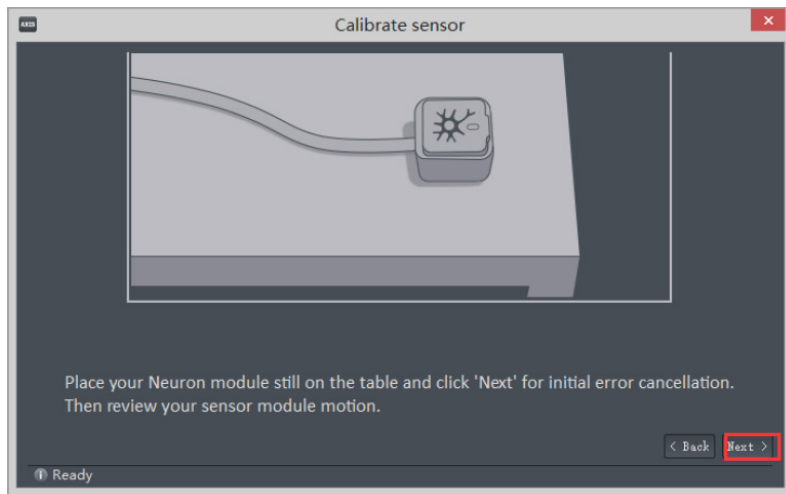 AXIS
Calibrate sensor
×
Place your Neuron module still on the table and click 'Next' for initial error cancellation.
Then review your sensor module motion.
< Back Next >
Ready